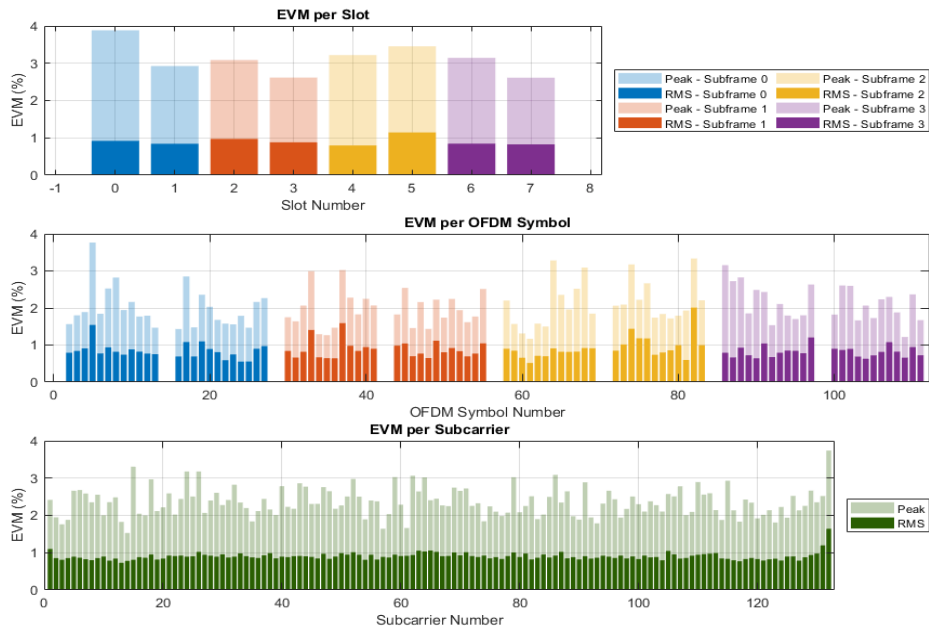 EVM per Slot
4
3
2
1
0
EVM (%)
-1 0 1 2 3 4 5 6 7 8
Slot Number
Peak - Subframe 0
RMS - Subframe 0
Peak - Subframe 1
RMS - Subframe 1
Peak - Subframe 2
RMS - Subframe 2
Peak - Subframe 3
RMS - Subframe 3
EVM per OFDM Symbol
4
3
2
1
0
EVM (%)
0 20 40 60 80 100
OFDM Symbol Number
EVM per Subcarrier
4
3
2
1
0
EVM (%)
0 20 40 60 80 100 120
Subcarrier Number
Peak
RMS